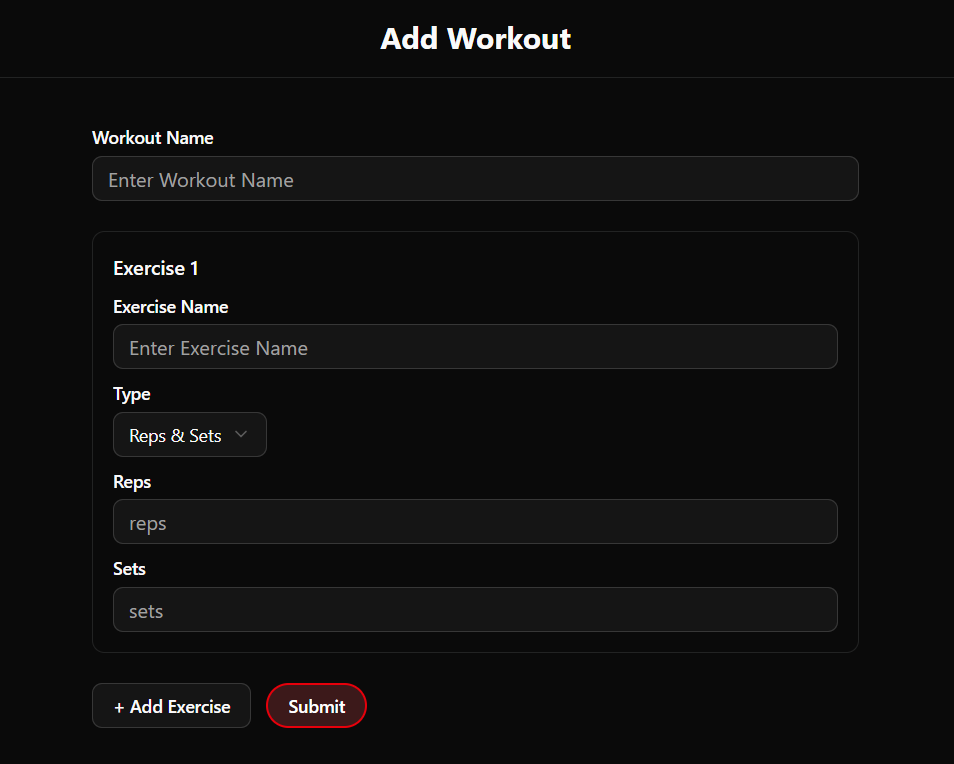 Add Workout
Workout Name
Enter Workout Name
Exercise 1
Exercise Name
Enter Exercise Name
Type
Reps & Sets
Reps
reps
Sets
sets
+ Add Exercise
Submit